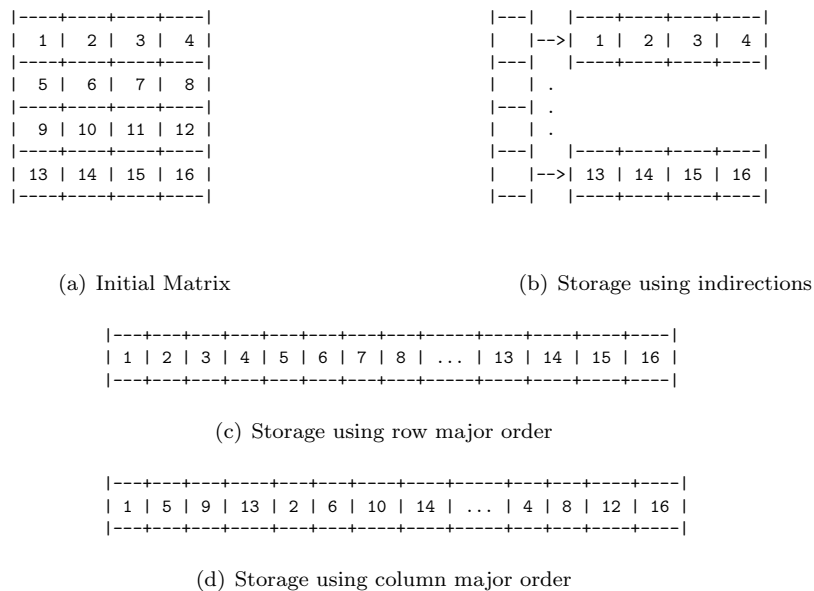 |----+----+----+----|
|  1 |  2 |  3 |  4 |
|----+----+----+----|
|  5 |  6 |  7 |  8 |
|----+----+----+----|
|  9 | 10 | 11 | 12 |
|----+----+----+----|
| 13 | 14 | 15 | 16 |
|----+----+----+----|
(a) Initial Matrix
|---|   |----+----+----+----|
|   |-->|  1 |  2 |  3 |  4 |
|---|   |----+----+----+----|
|   | .
|---| .
|   | .
|---|   |----+----+----+----|
|   |-->| 13 | 14 | 15 | 16 |
|---|   |----+----+----+----|
(b) Storage using indirections
|---+---+---+---+---+---+---+---+-----+----+----+----+----|
| 1 | 2 | 3 | 4 | 5 | 6 | 7 | 8 | ... | 13 | 14 | 15 | 16 |
|---+---+---+---+---+---+---+---+-----+----+----+----+----|
(c) Storage using row major order
|---+---+---+----+---+---+----+----+-----+---+---+----+----|
| 1 | 5 | 9 | 13 | 2 | 6 | 10 | 14 | ... | 4 | 8 | 12 | 16 |
|---+---+---+----+---+---+----+----+-----+---+---+----+----|
(d) Storage using column major order